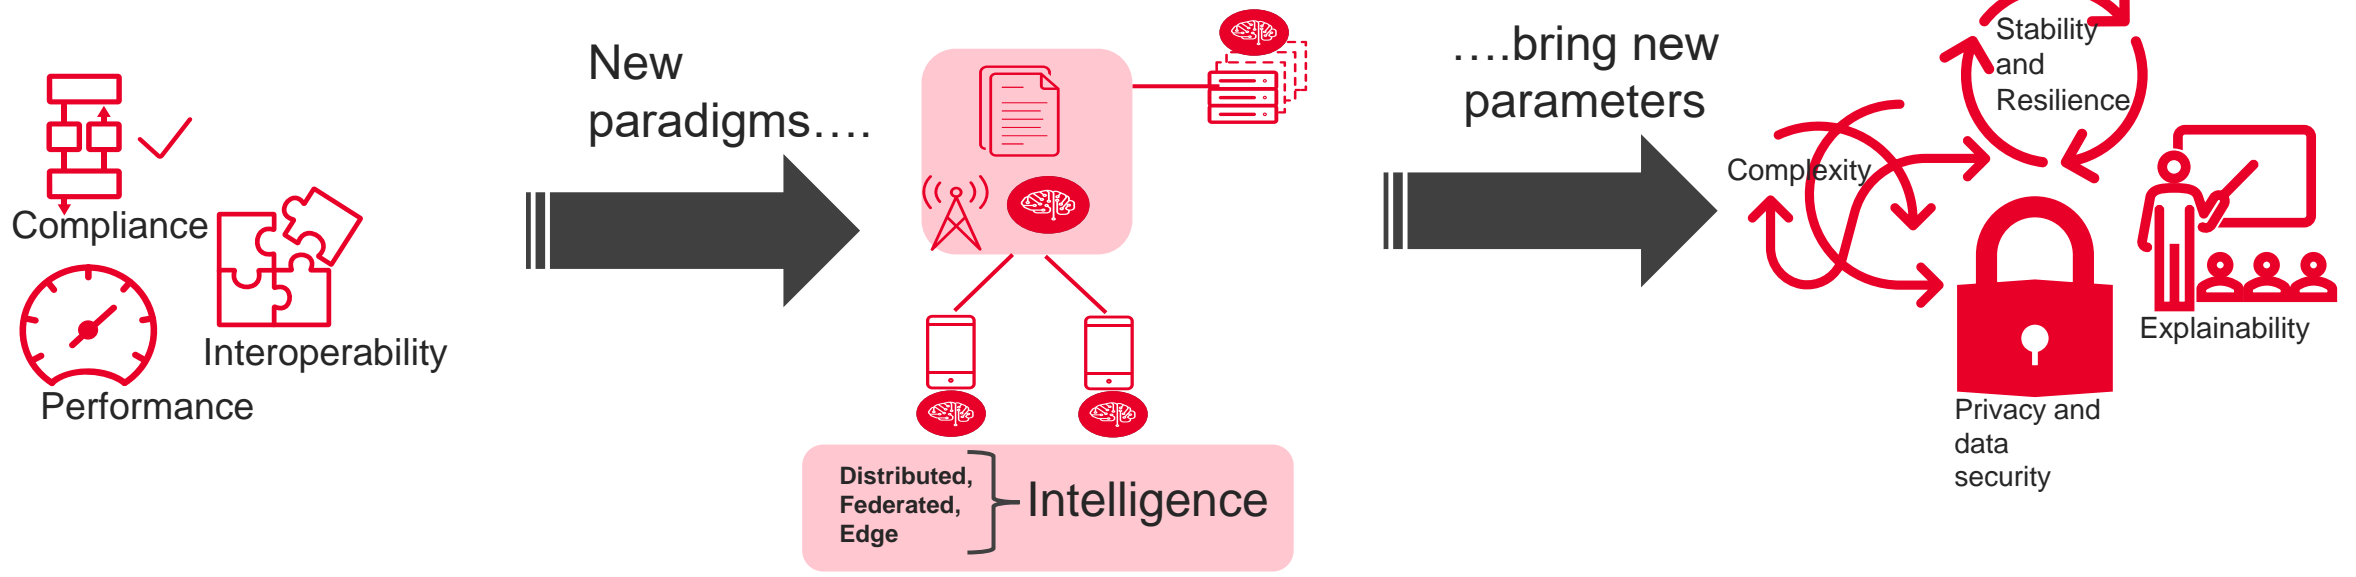 Compliance
Interoperability
Performance
New
paradigms….
Distributed,
Federated,
Edge
Intelligence
….bring new
parameters
Stability
and
Resilience
Complexity
Explainability
Privacy and
data
security